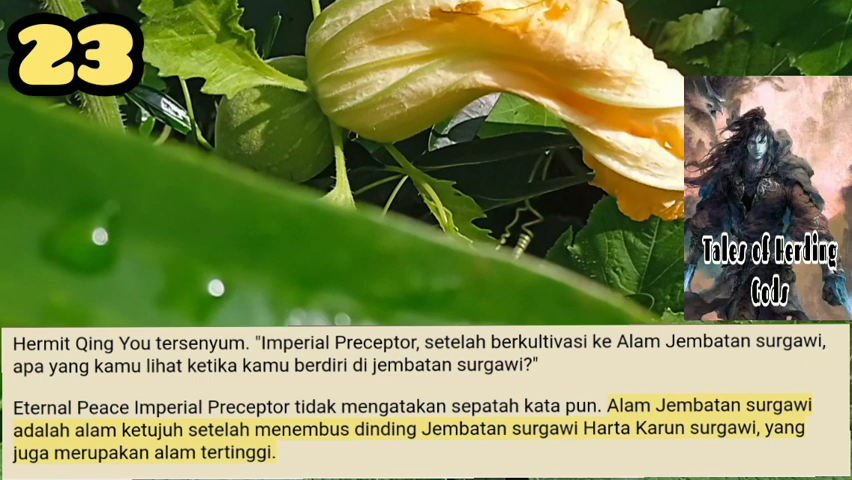 23
Tales of Herding
Gods
Hermit Qing You tersenyum. "Imperial Preceptor, setelah berkultivasi ke Alam Jembatan surgawi,
apa yang kamu lihat ketika kamu berdiri di jembatan surgawi?"
Eternal Peace Imperial Preceptor tidak mengatakan sepatah kata pun. Alam Jembatan surgawi
adalah alam ketujuh setelah menembus dinding Jembatan surgawi Harta Karun surgawi, yang
juga merupakan alam tertinggi.